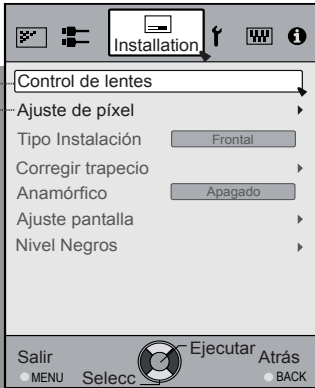 Installation
Control de lentes
Ajuste de píxel
Tipo Instalación Frontal
Corregir trapecio
Anamórfico Apagado
Ajuste pantalla
Nivel Negros
Salir Ejecutar Atrás
MENU Selecc BACK